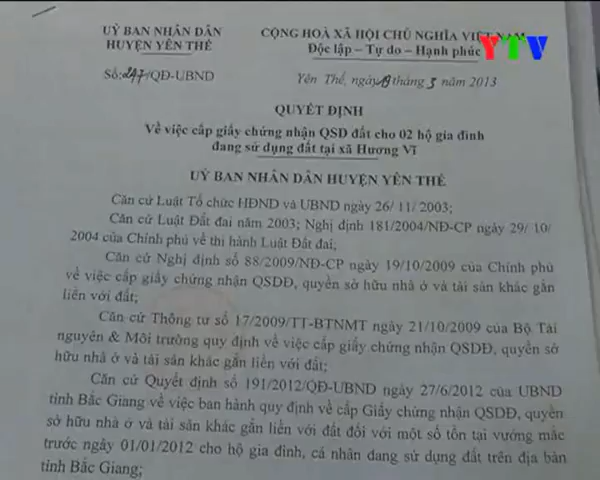 UỶ BAN NHÂN DÂN
HUYỆN YÊN THẾ
CỘNG HOÀ XÃ HỘI CHỦ NGHĨA VIỆT NAM
Độc lập – Tự do – Hạnh phúc
YTV
Số: 247/QĐ-UBND
Yên Thế, ngày 19 tháng 3 năm 2013
QUYẾT ĐỊNH
Về việc cấp giấy chứng nhận QSD đất cho 02 hộ gia đình
đang sử dụng đất tại xã Hương Vĩ
UỶ BAN NHÂN DÂN HUYỆN YÊN THẾ
Căn cứ Luật Tổ chức HĐND và UBND ngày 26/ 11/ 2003;
Căn cứ Luật Đất đai năm 2003; Nghị định 181/2004/NĐ-CP ngày 29/ 10/
2004 của Chính phủ về thi hành Luật Đất đai;
Căn cứ Nghị định số 88/2009/NĐ-CP ngày 19/10/2009 của Chính phủ
về việc cấp giấy chứng nhận QSDĐ, quyền sở hữu nhà ở và tài sản khác gắn
liền với đất;
Căn cứ Thông tư số 17/2009/TT-BTNMT ngày 21/10/2009 của Bộ Tài
nguyên & Môi trường quy định về việc cấp giấy chứng nhận QSDĐ, quyền sở
hữu nhà ở và tài sản khác gắn liền với đất;
Căn cứ Quyết định số 191/2012/QĐ-UBND ngày 27/6/2012 của UBND
tỉnh Bắc Giang về việc ban hành quy định về cấp Giấy chứng nhận QSDĐ, quyền
sở hữu nhà ở và tài sản khác gắn liền với đất đối với một số tồn tại vướng mắc
trước ngày 01/01/2012 cho hộ gia đình, cá nhân đang sử dụng đất trên địa bàn
tỉnh Bắc Giang;